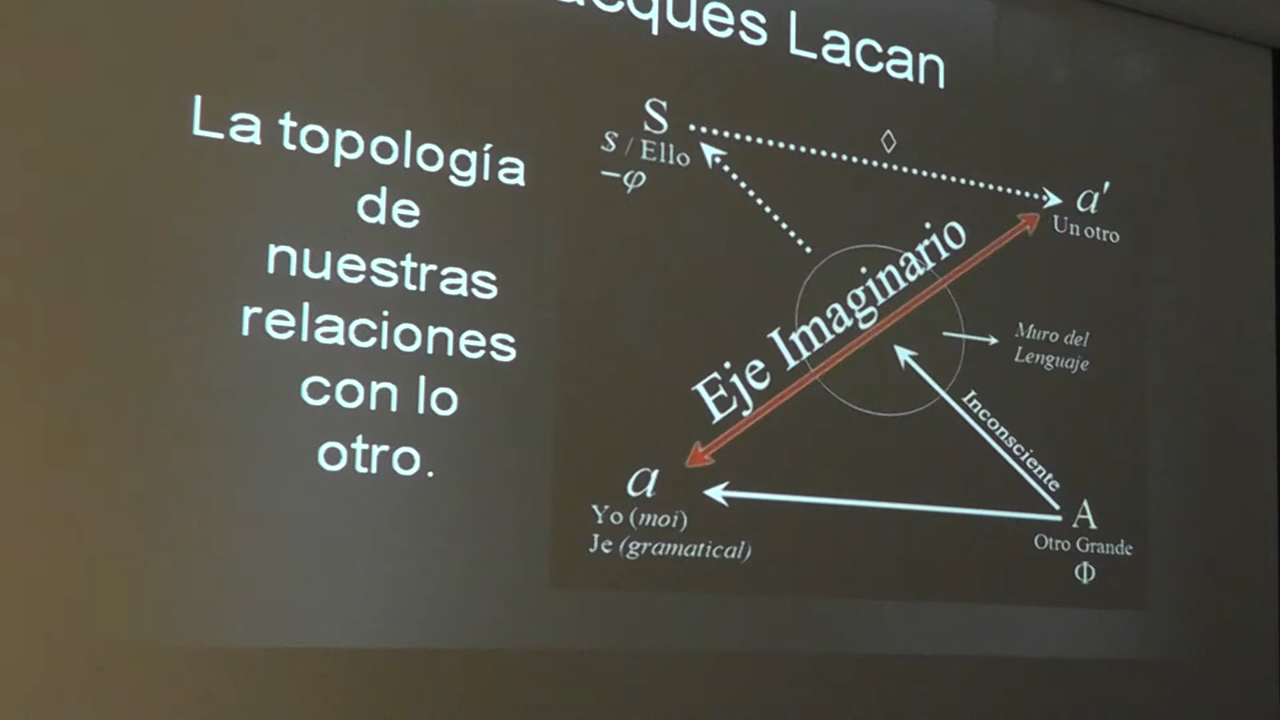 Lacan
La topología
de
nuestras
relaciones
con lo
otro.
S
S / Ello
−φ
◊
a'
Un otro
Eje Imaginario
Muro del
Lenguaje
Inconsciente
a
Yo (moi)
Je (gramatical)
A
Otro Grande
Φ